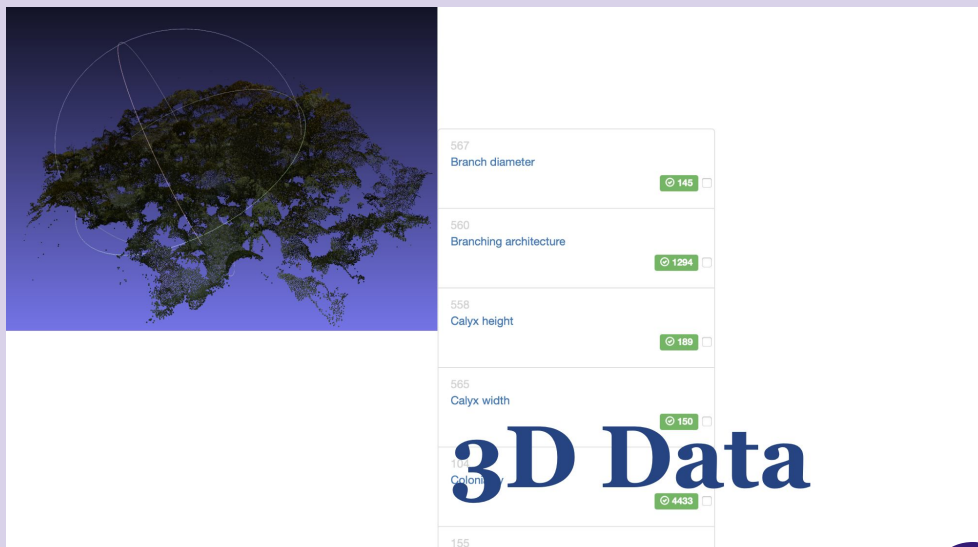 567
Branch diameter
145
560
Branching architecture
1294
558
Calyx height
189
565
Calyx width
150
3D Data
104
4433
155